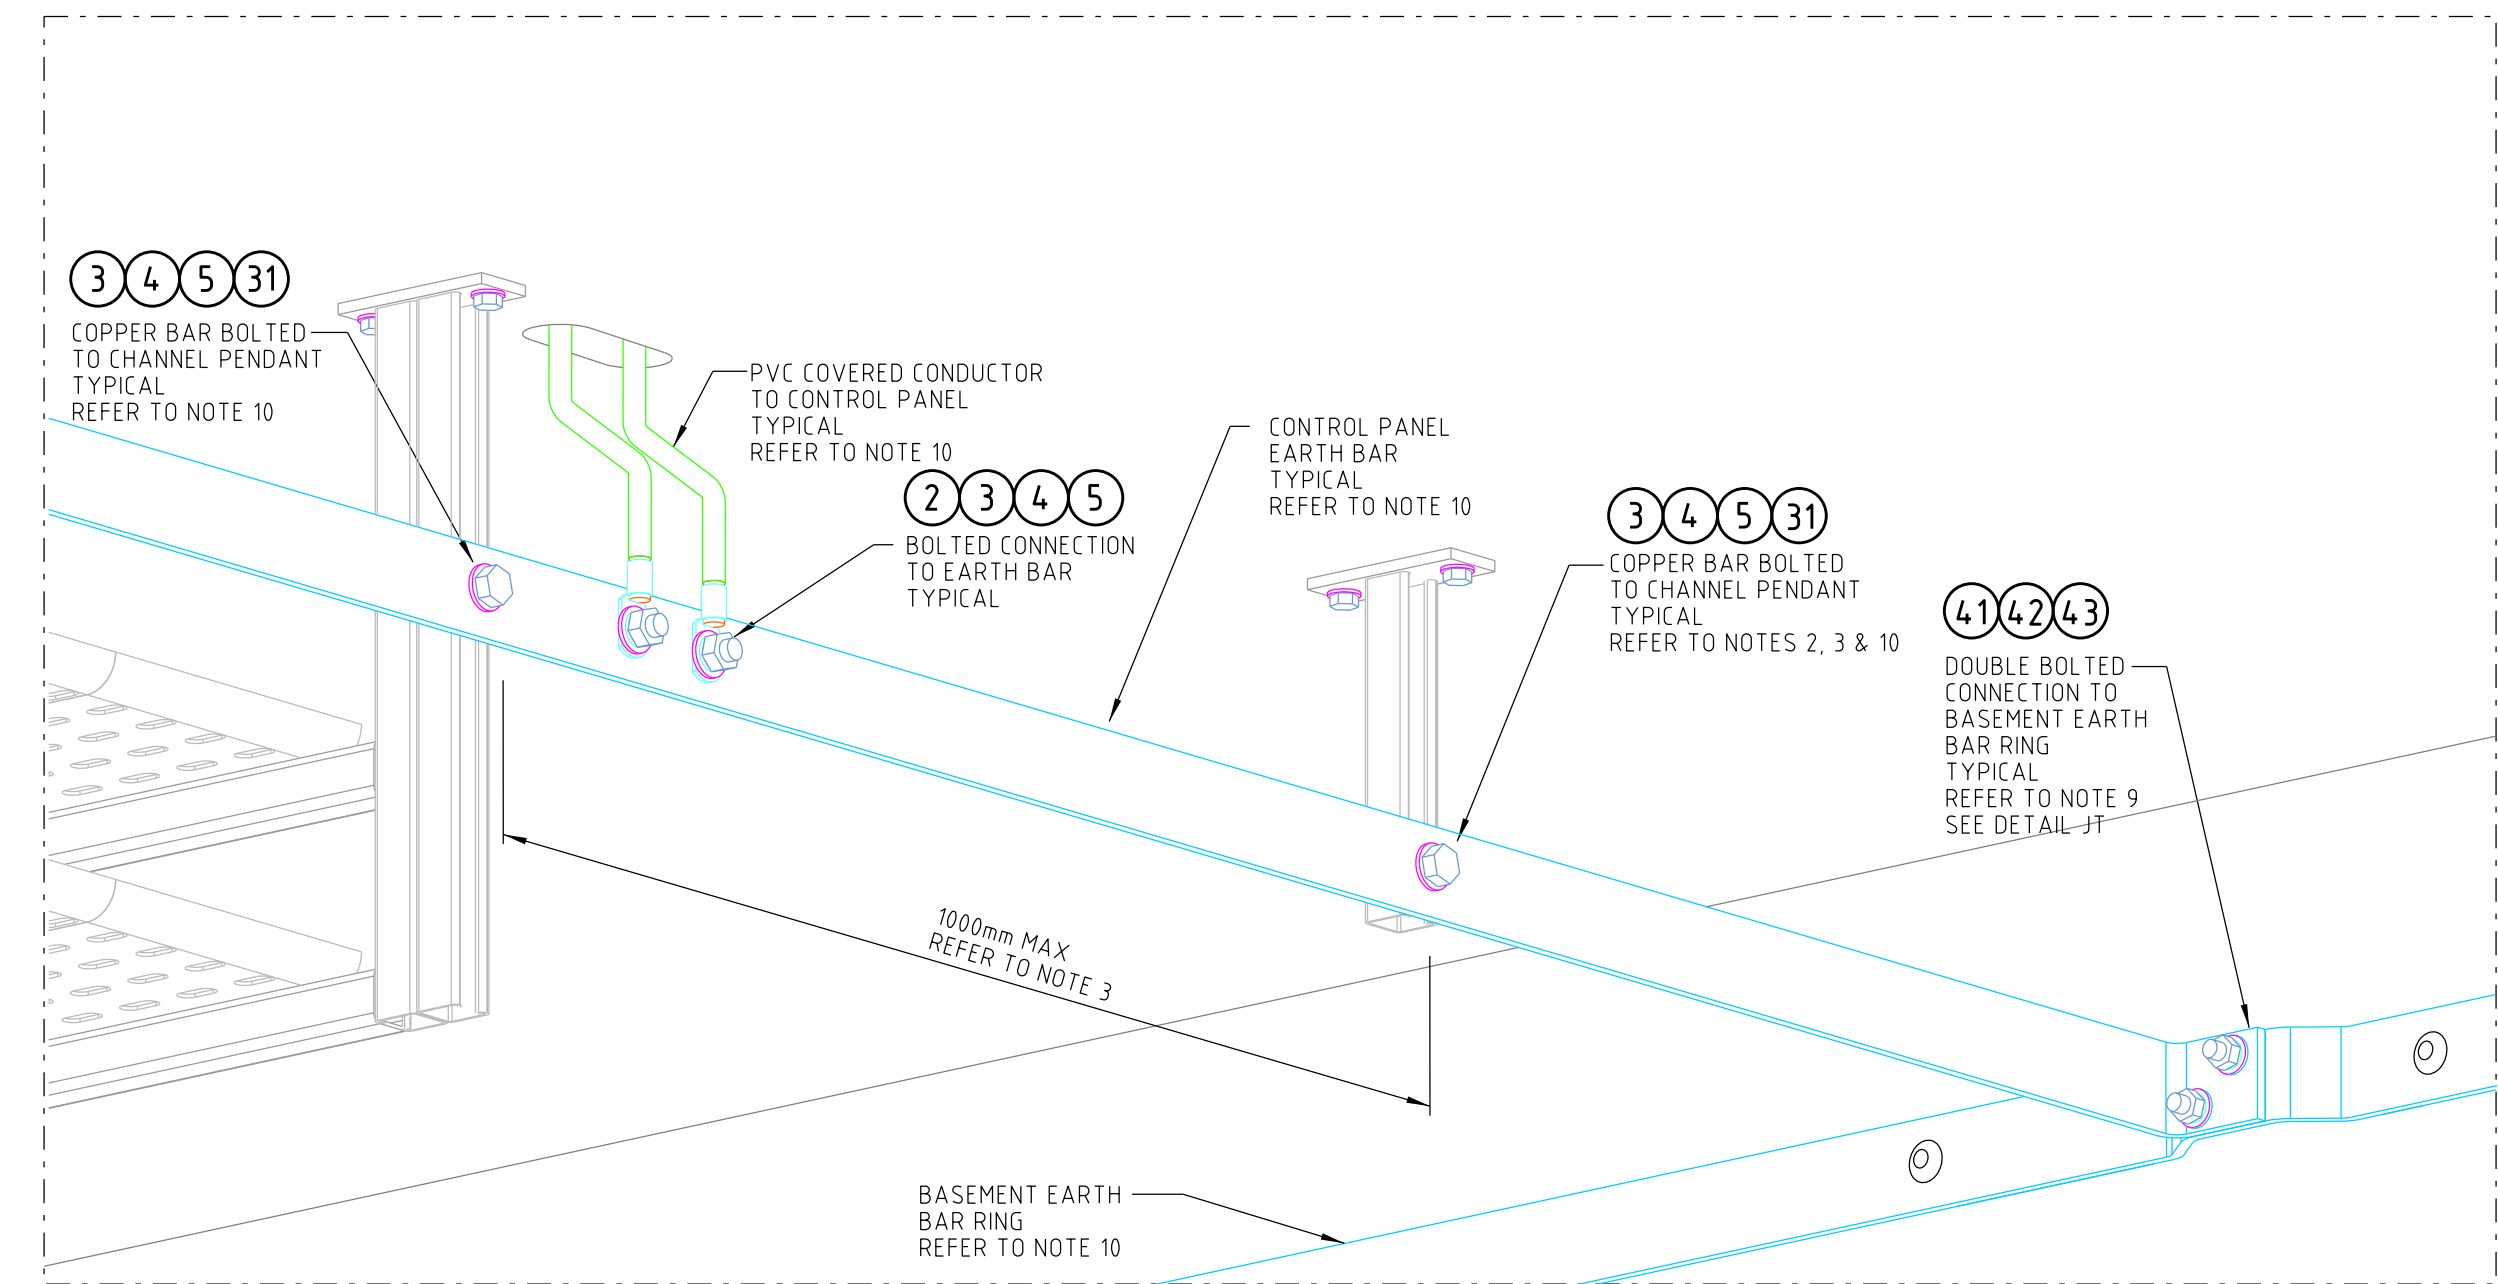 3 4 5 31
COPPER BAR BOLTED
TO CHANNEL PENDANT
TYPICAL
REFER TO NOTE 10
PVC COVERED CONDUCTOR
TO CONTROL PANEL
TYPICAL
REFER TO NOTE 10
2 3 4 5
BOLTED CONNECTION
TO EARTH BAR
TYPICAL
CONTROL PANEL
EARTH BAR
TYPICAL
REFER TO NOTE 10
3 4 5 31
COPPER BAR BOLTED
TO CHANNEL PENDANT
TYPICAL
REFER TO NOTES 2, 3 & 10
41 42 43
DOUBLE BOLTED
CONNECTION TO
BASEMENT EARTH
BAR RING
TYPICAL
REFER TO NOTE 9
SEE DETAIL JT
1000mm MAX
REFER TO NOTE 3
BASEMENT EARTH
BAR RING
REFER TO NOTE 10